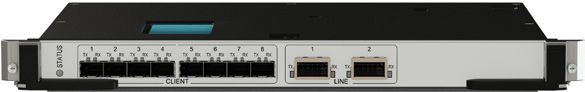 STATUS
1 2 3 4 5 6 7 8
TX RX TX RX TX RX TX RX TX RX TX RX TX RX TX RX
CLIENT
1 2
TX RX TX RX
LINE